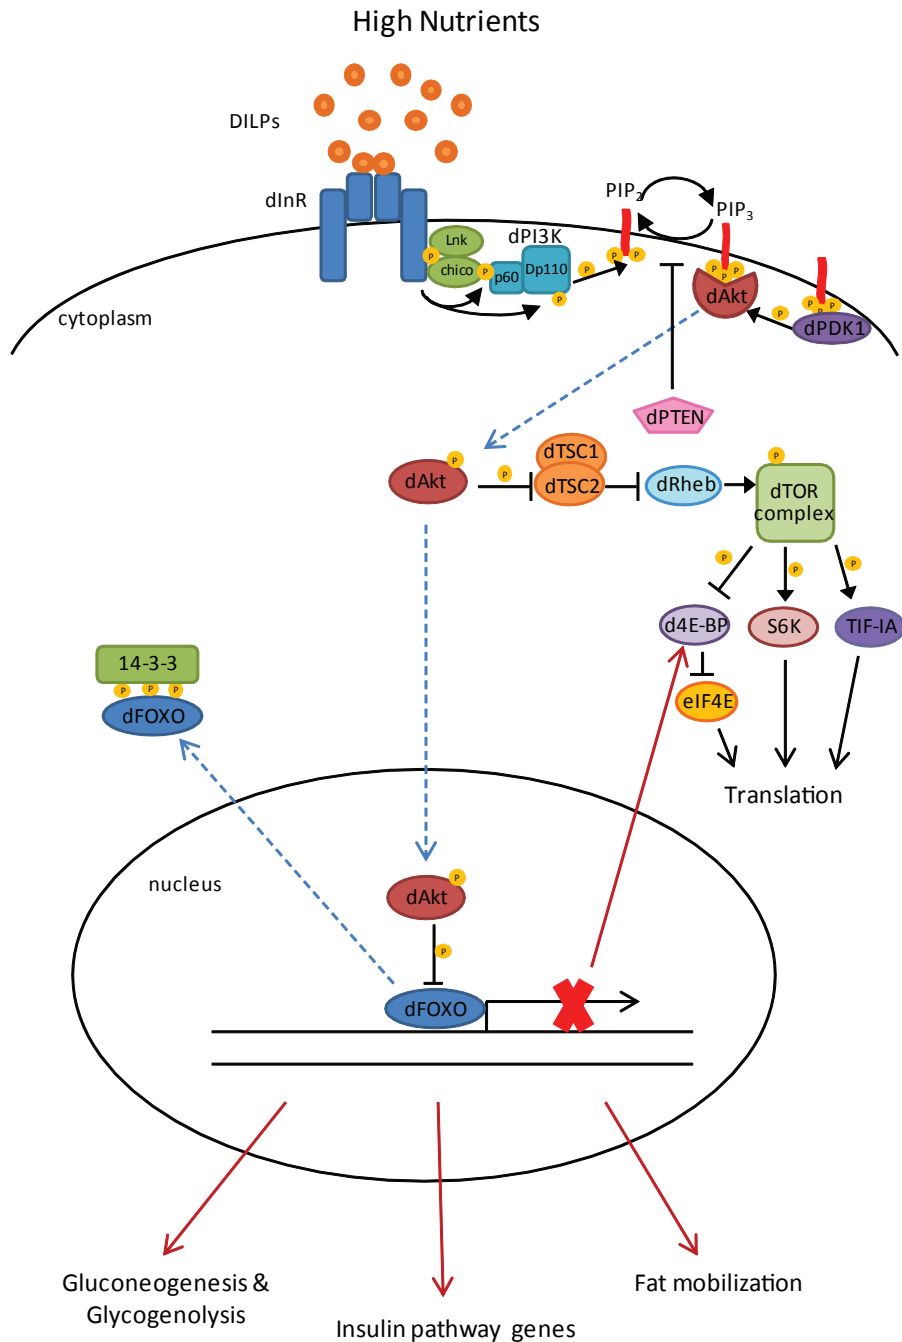 High Nutrients
DILPs
dInR
PIP2
PIP3
Lnk
dPI3K
P
chico
P
p60
Dp110
P
P
P
P
P
P
P
dAkt
P
P
P
P
dPDK1
P
cytoplasm
dPTEN
dTSC1
P
P
P
dAkt
dTSC2
dRheb
dTOR
complex
P
P
P
d4E-BP
S6K
TIF-IA
14-3-3
P
P
P
dFOXO
eIF4E
Translation
nucleus
P
dAkt
P
dFOXO
Gluconeogenesis &
Glycogenolysis
Fat mobilization
Insulin pathway genes